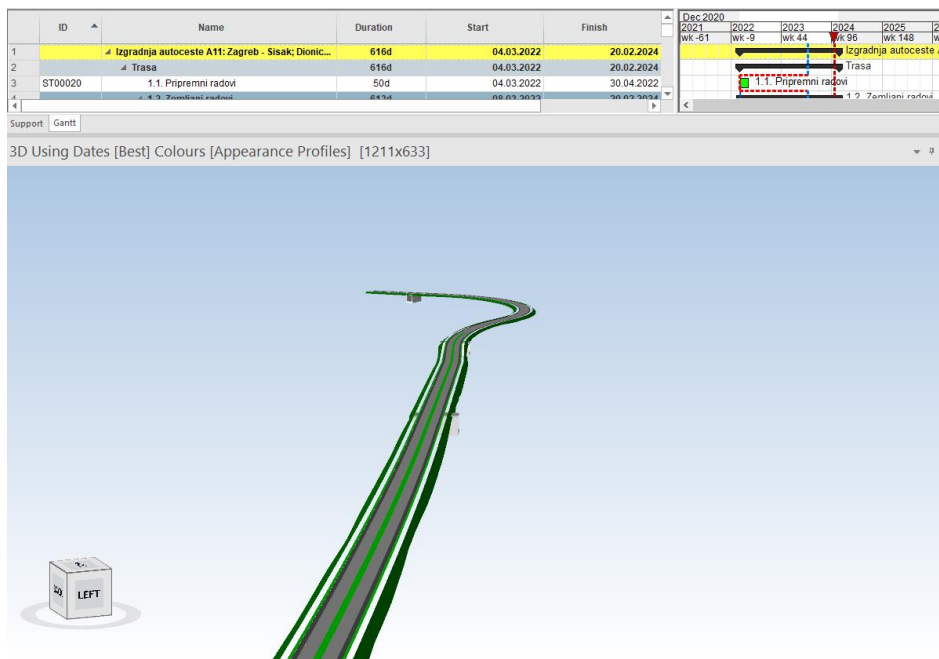 ID Name Duration Start Finish
Dec 2020
2021 2022 2023 2024 2025
wk -61 wk -9 wk 44 wk 96 wk 148
1 Izgradnja autoceste A11: Zagreb - Sisak; Dionic... 616d 04.03.2022 20.02.2024
Izgradnja autoceste
2 Trasa 616d 04.03.2022 20.02.2024
Trasa
3 ST00020 1.1. Pripremni radovi 50d 04.03.2022 30.04.2022
1.1. Pripremni radovi
1.2. Zemljani radovi
1.2. Zemljani radovi
Support Gantt
3D Using Dates [Best] Colours [Appearance Profiles] [1211x633]
LEFT